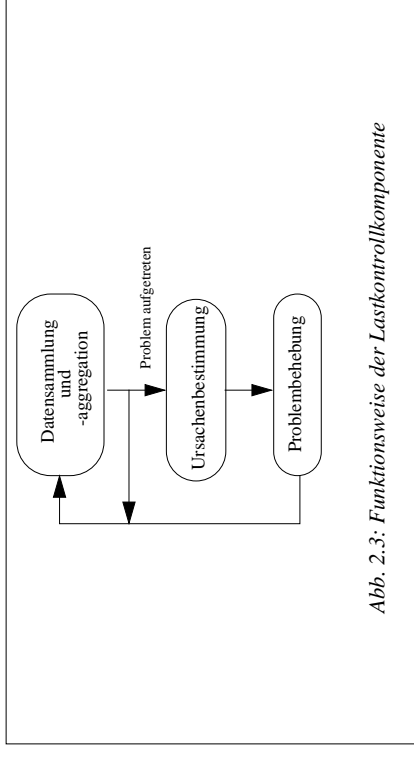 Datensammlung
und
-aggregation
Problem aufgetreten
Ursachenbestimmung
Problembehebung
Abb. 2.3: Funktionsweise der Lastkontrollkomponente